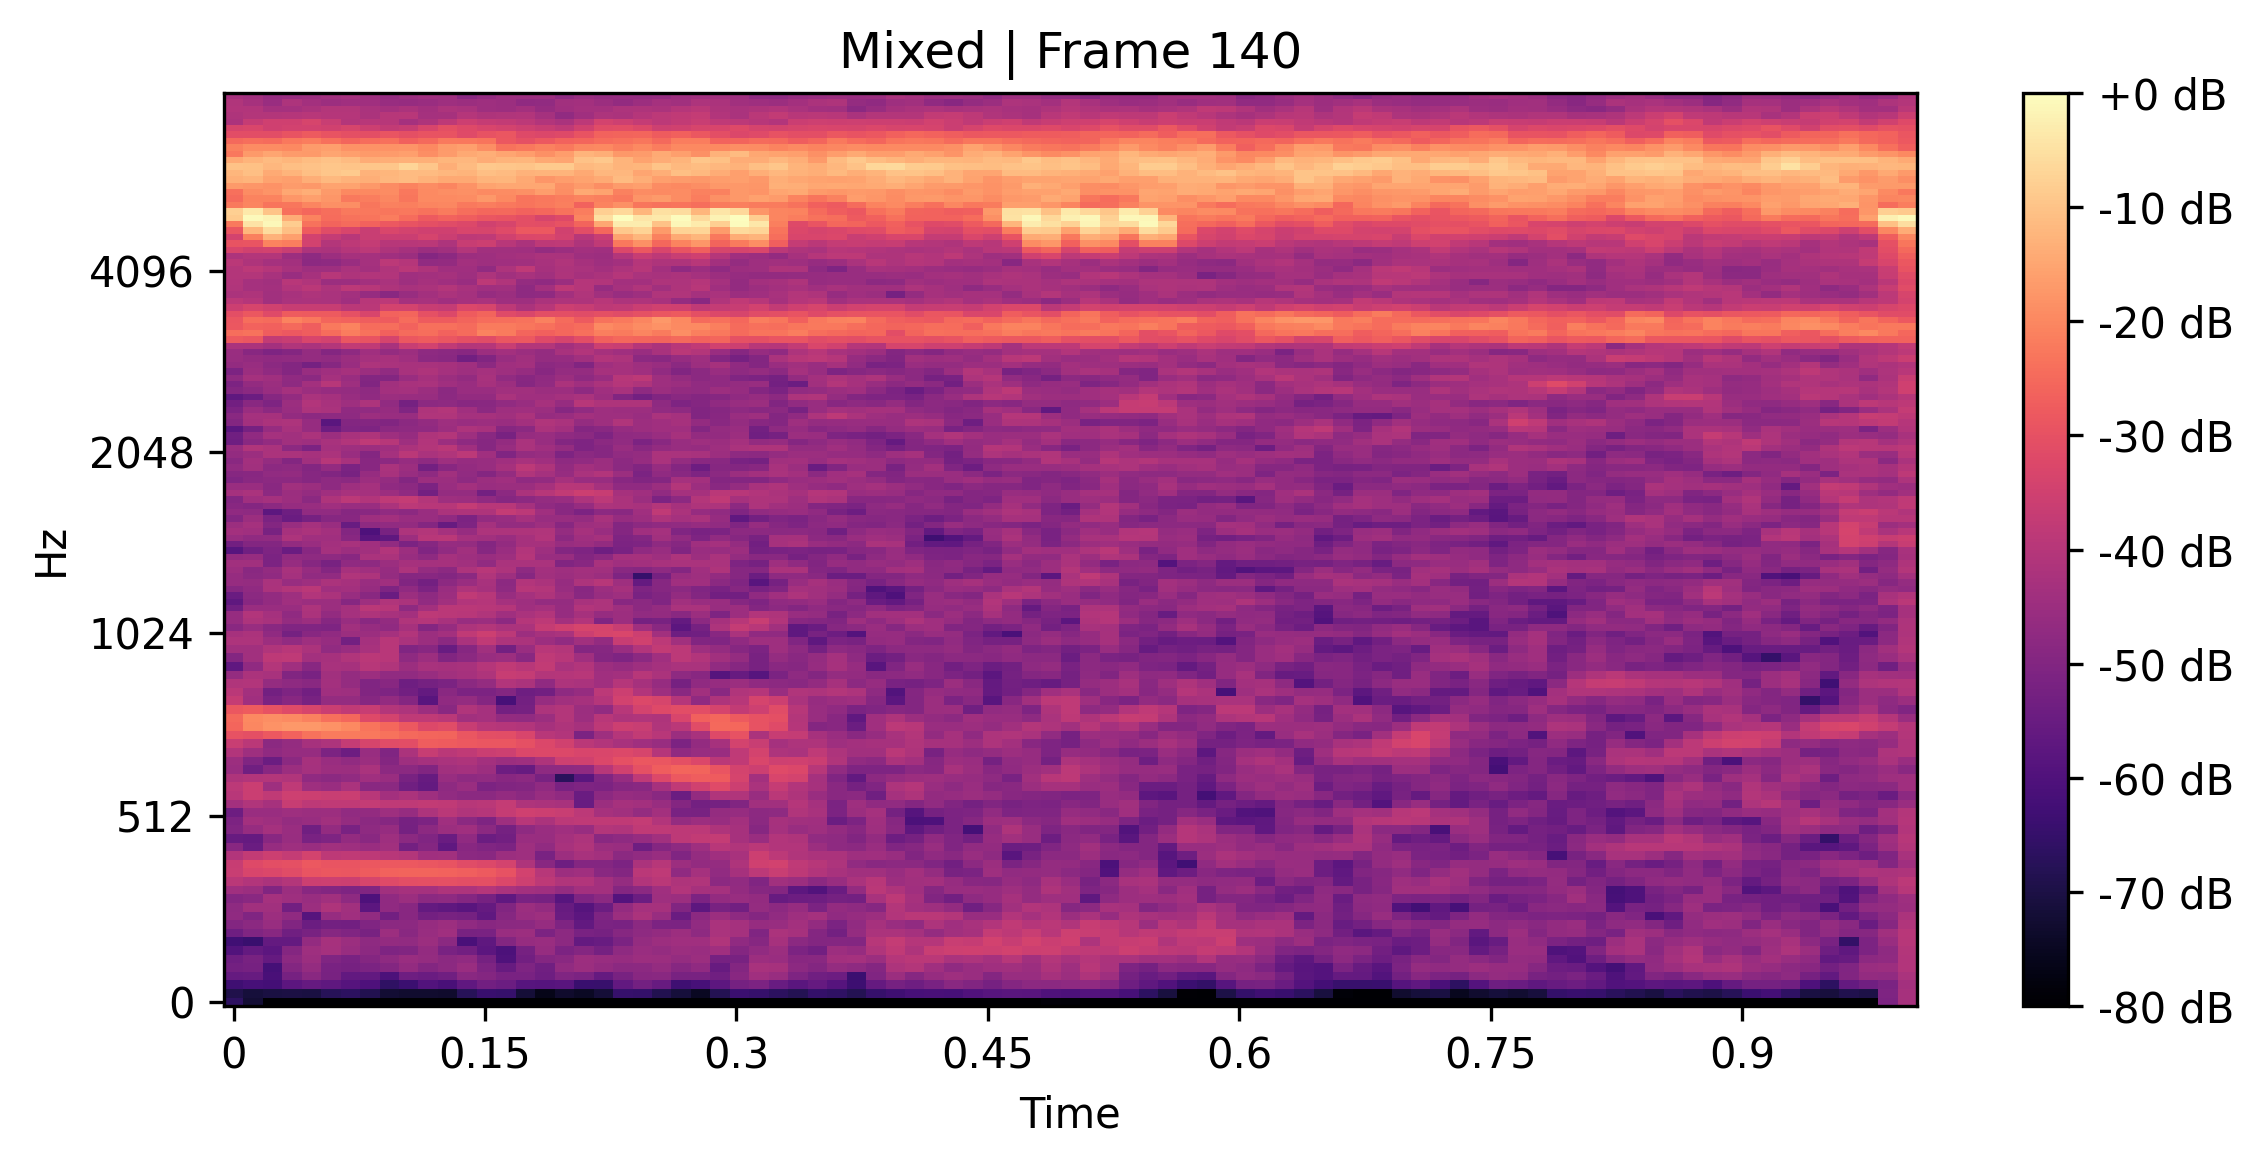 Mixed | Frame 140
+0 dB
-10 dB
-20 dB
-30 dB
-40 dB
-50 dB
-60 dB
-70 dB
-80 dB
Hz
4096
2048
1024
512
0
0 0.15 0.3 0.45 0.6 0.75 0.9
Time